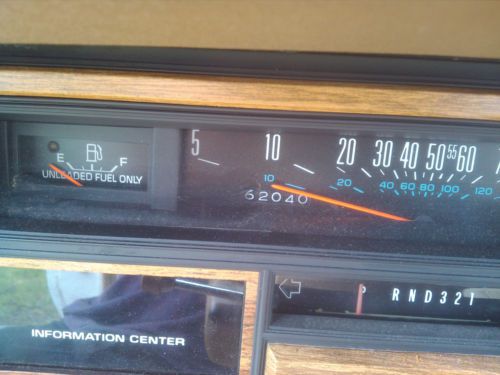 5 10 20 30 40 50 55 60
E F
10 20 40 60 80 100 120
UNLEADED FUEL ONLY
62040
P R N D 3 2 1
INFORMATION CENTER